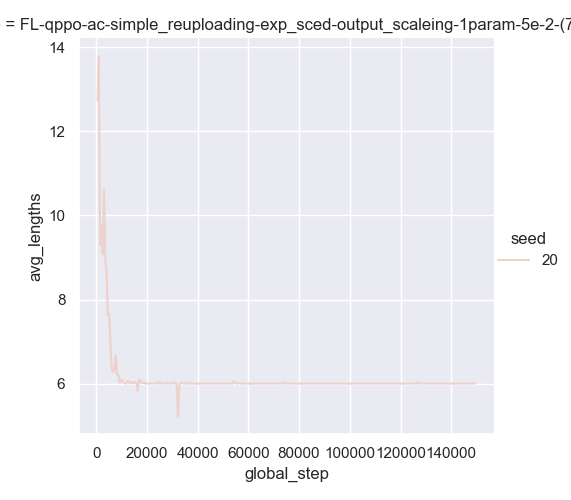 = FL-qppo-ac-simple_reuploading-exp_sced-output_scaleing-1param-5e-2-(7
14
12
10
8
6
avg_lengths
seed
20
0 20000 40000 60000 80000 100000 120000 140000
global_step